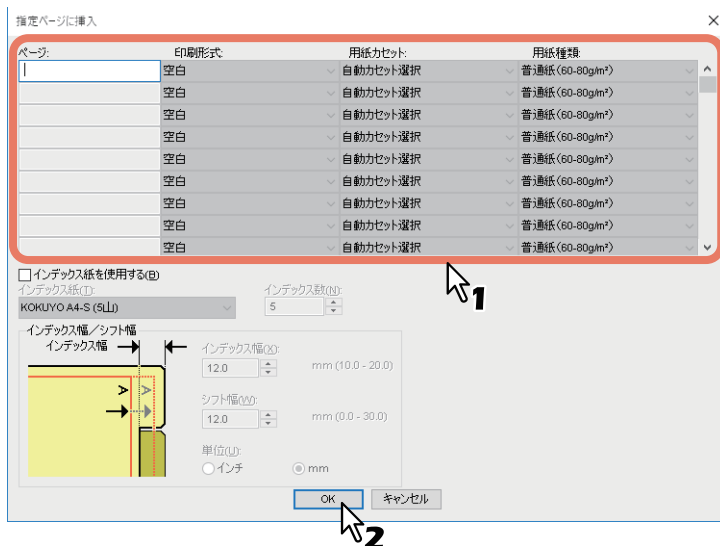 指定ページに挿入
ページ: 印刷形式: 用紙カセット: 用紙種類:
空白 自動カセット選択 普通紙(60-80g/m²)
空白 自動カセット選択 普通紙(60-80g/m²)
空白 自動カセット選択 普通紙(60-80g/m²)
空白 自動カセット選択 普通紙(60-80g/m²)
空白 自動カセット選択 普通紙(60-80g/m²)
空白 自動カセット選択 普通紙(60-80g/m²)
空白 自動カセット選択 普通紙(60-80g/m²)
空白 自動カセット選択 普通紙(60-80g/m²)
空白 自動カセット選択 普通紙(60-80g/m²)
1
インデックス紙を使用する(B)
インデックス紙(T): インデックス数(N):
KOKUYO A4-S (5山) 5
インデックス幅/シフト幅
インデックス幅 インデックス幅(X):
12.0 mm (10.0 - 20.0)
A A
シフト幅(W):
12.0 mm (0.0 - 30.0)
単位(U):
インチ mm
OK キャンセル
2